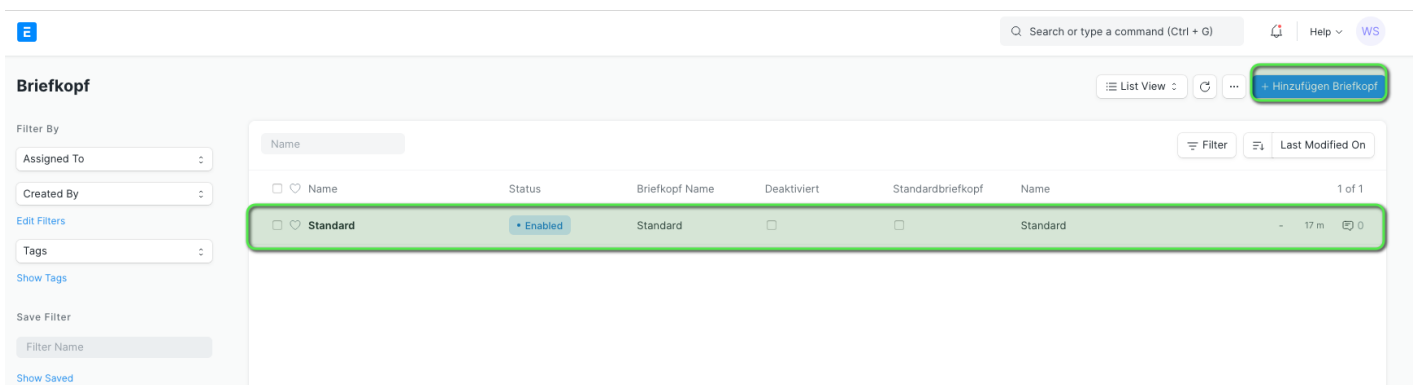 E
Search or type a command (Ctrl + G)
Help
WS
Briefkopf
List View
...
+ Hinzufügen Briefkopf
Filter By
Assigned To
Created By
Edit Filters
Tags
Show Tags
Save Filter
Filter Name
Show Saved
Name
Filter
Last Modified On
Name Status Briefkopf Name Deaktiviert Standardbriefkopf Name 1 of 1
Standard • Enabled Standard Standard - 17 m 0